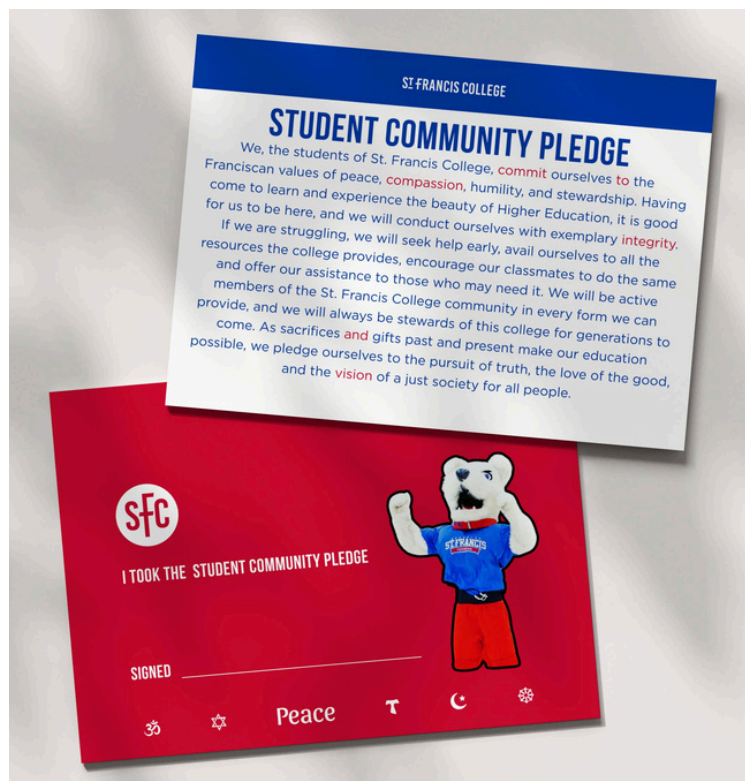 ST. FRANCIS COLLEGE
STUDENT COMMUNITY PLEDGE
We, the students of St. Francis College, commit ourselves to the
Franciscan values of peace, compassion, humility, and stewardship. Having
come to learn and experience the beauty of Higher Education, it is good
for us to be here, and we will conduct ourselves with exemplary integrity.
If we are struggling, we will seek help early, avail ourselves to all the
resources the college provides, encourage our classmates to do the same
and offer our assistance to those who may need it. We will be active
members of the St. Francis College community in every form we can
provide, and we will always be stewards of this college for generations to
come. As sacrifices and gifts past and present make our education
possible, we pledge ourselves to the pursuit of truth, the love of the good,
and the vision of a just society for all people.
SFC
ST.FRANCIS
I TOOK THE STUDENT COMMUNITY PLEDGE
SIGNED
ॐ Peace